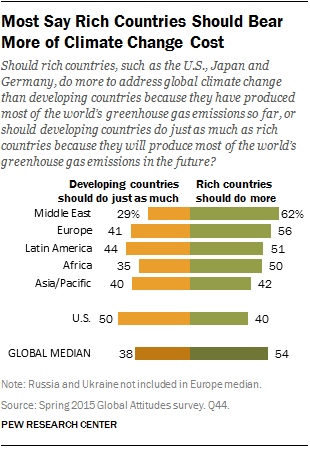 Most Say Rich Countries Should Bear
More of Climate Change Cost
Should rich countries, such as the U.S., Japan and
Germany, do more to address global climate change
than developing countries because they have produced
most of the world's greenhouse gas emissions so far, or
should developing countries do just as much as rich
countries because they will produce most of the world's
greenhouse gas emissions in the future?
Developing countries Rich countries
should do just as much should do more
Middle East 29% 62%
Europe 41 56
Latin America 44 51
Africa 35 50
Asia/Pacific 40 42
U.S. 50 40
GLOBAL MEDIAN 38 54
Note: Russia and Ukraine not included in Europe median.
Source: Spring 2015 Global Attitudes survey. Q44.
PEW RESEARCH CENTER